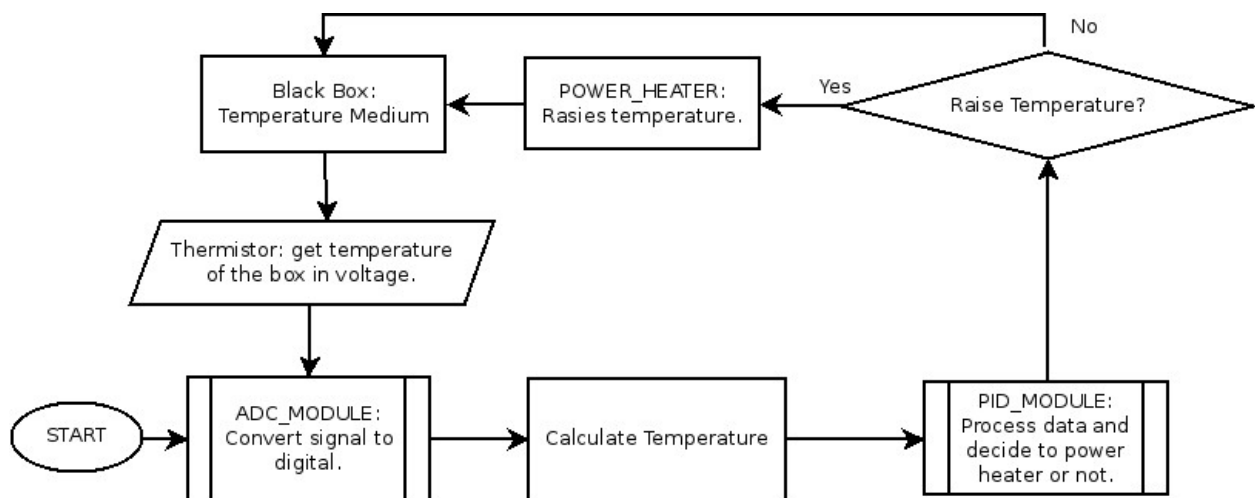 No
Black Box:
Temperature Medium
POWER_HEATER:
Rasies temperature.
Yes
Raise Temperature?
Thermistor: get temperature
of the box in voltage.
START
ADC_MODULE:
Convert signal to
digital.
Calculate Temperature
PID_MODULE:
Process data and
decide to power
heater or not.